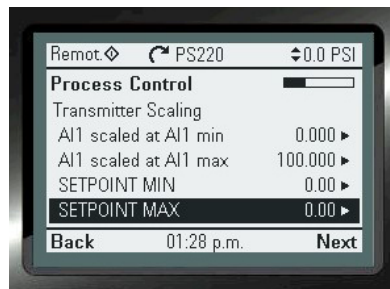 Remot. PS220 0.0 PSI
Process Control
Transmitter Scaling
AI1 scaled at AI1 min 0.000
AI1 scaled at AI1 max 100.000
SETPOINT MIN 0.00
SETPOINT MAX 0.00
Back 01:28 p.m. Next